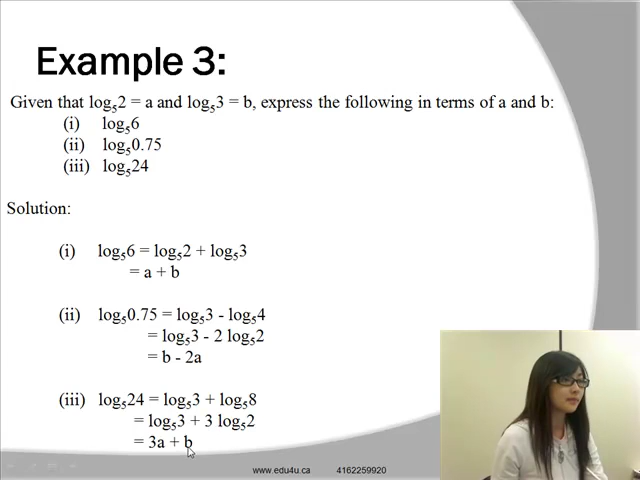 Example 3:
Given that log₅2 = a and log₅3 = b, express the following in terms of a and b:
(i) log₅6
(ii) log₅0.75
(iii) log₅24
Solution:
(i) log₅6 = log₅2 + log₅3
= a + b
(ii) log₅0.75 = log₅3 - log₅4
= log₅3 - 2 log₅2
= b - 2a
(iii) log₅24 = log₅3 + log₅8
= log₅3 + 3 log₅2
= 3a + b
www.edu4u.ca 4162259920